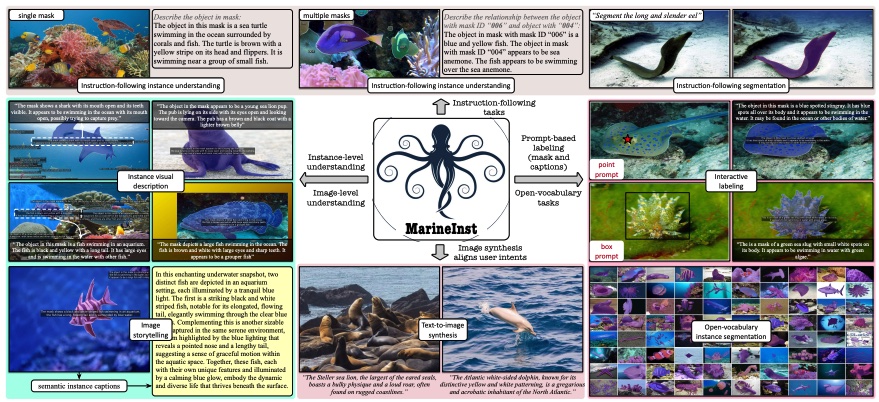 single mask
Describe the object in mask:
The object in this mask is a sea turtle
swimming in the ocean surrounded by
corals and fish. The turtle is brown with a
yellow stripe on its head and flippers. It is
swimming near a group of small fish.
Instruction-following instance understanding
multiple masks
Describe the relationship between the object
with mask ID "006" and object with "004":
The object in mask with mask ID "006" is
a blue and yellow fish. The object in mask
with mask ID "004" appears to be sea
anemone. The fish appears to be swimming
over the sea anemone.
Instruction-following instance understanding
"Segment the long and slender eel"
Instruction-following segmentation
"The mask shows a shark with its mouth open and its teeth
visible. It appears to be swimming in the ocean with its mouth
open, possibly trying to capture prey."
"The object in the mask appears to be a young sea lion pup.
The pup is lying on its side with its eyes open and looking
toward the camera. The pup has a brown and black coat with a
lighter brown belly"
Instance visual
description
"The object in this mask is a fish swimming in an aquarium.
The fish is black and yellow with a long tail. It has large eyes
and is swimming in the water with other fish."
"The mask depicts a large fish swimming in the ocean. The
fish is brown and white with large eyes and sharp teeth. It
appears to be a grouper fish"
Instance-level
understanding
Image-level
understanding
Instruction-following
tasks
Prompt-based
labeling
(mask and
captions)
Open-vocabulary
tasks
MarineInst
Image synthesis
aligns user intents
point
prompt
"The object in this mask is a blue spotted stingray. It has blue
spots all over its body and it appears to be swimming in the
water. It may be found in the ocean or other bodies of water."
Interactive
labeling
box
prompt
"The is a mask of a green sea slug with small white spots on
its body. It appears to be swimming in water with green
algae."
Image
storytelling
semantic instance captions
In this enchanting underwater snapshot, two
distinct fish are depicted in an aquarium
setting, each illuminated by a tranquil blue
light. The first is a striking black and white
striped fish, notable for its elongated, flowing
tail, elegantly swimming through the clear blue
Complementing this is another sizable
captured in the same serene environment,
highlighted by the blue lighting that
reveals a pointed nose and a lengthy tail,
suggesting a sense of graceful motion within
the aquatic space. Together, these fish, each
with their own unique features and illuminated
by a calming blue glow, embody the dynamic
and diverse life that thrives beneath the surface.
Text-to-image
synthesis
"The Steller sea lion, the largest of the eared seals,
boasts a bulky physique and a loud roar, often
found on rugged coastlines."
"The Atlantic white-sided dolphin, known for its
distinctive yellow and white patterning, is a gregarious
and acrobatic inhabitant of the North Atlantic."
Open-vocabulary
instance segmentation